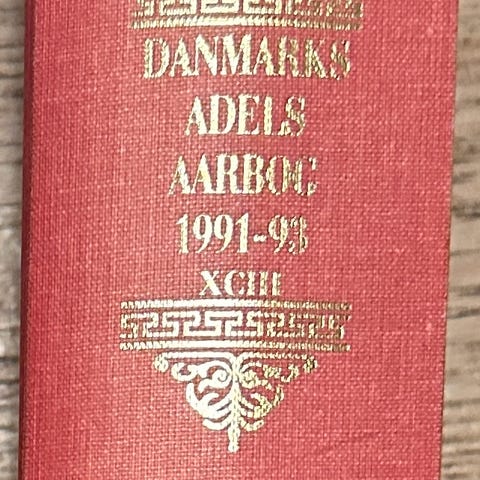 DANMARKS
ADELS
AARBOG
1991-93
XCIII